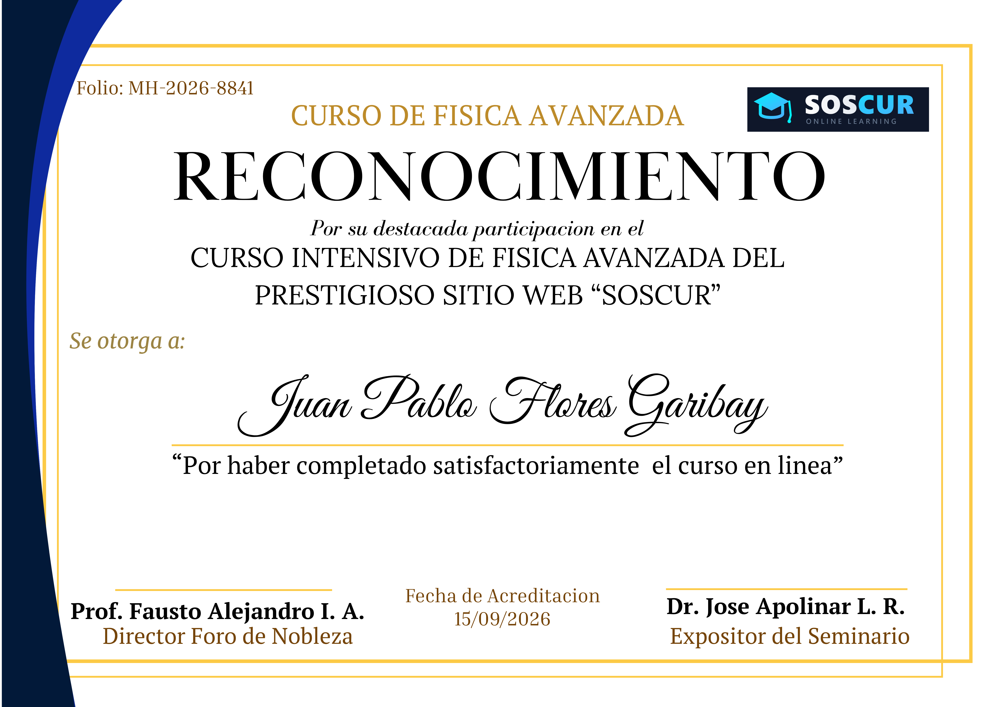 Folio: MH-2026-8841
CURSO DE FISICA AVANZADA
SOSCUR
ONLINE LEARNING
RECONOCIMIENTO
Por su destacada participacion en el
CURSO INTENSIVO DE FISICA AVANZADA DEL
PRESTIGIOSO SITIO WEB “SOSCUR”
Se otorga a:
Juan Pablo Flores Garibay
“Por haber completado satisfactoriamente  el curso en linea”
Prof. Fausto Alejandro I. A.
Director Foro de Nobleza
Fecha de Acreditacion
15/09/2026
Dr. Jose Apolinar L. R.
Expositor del Seminario